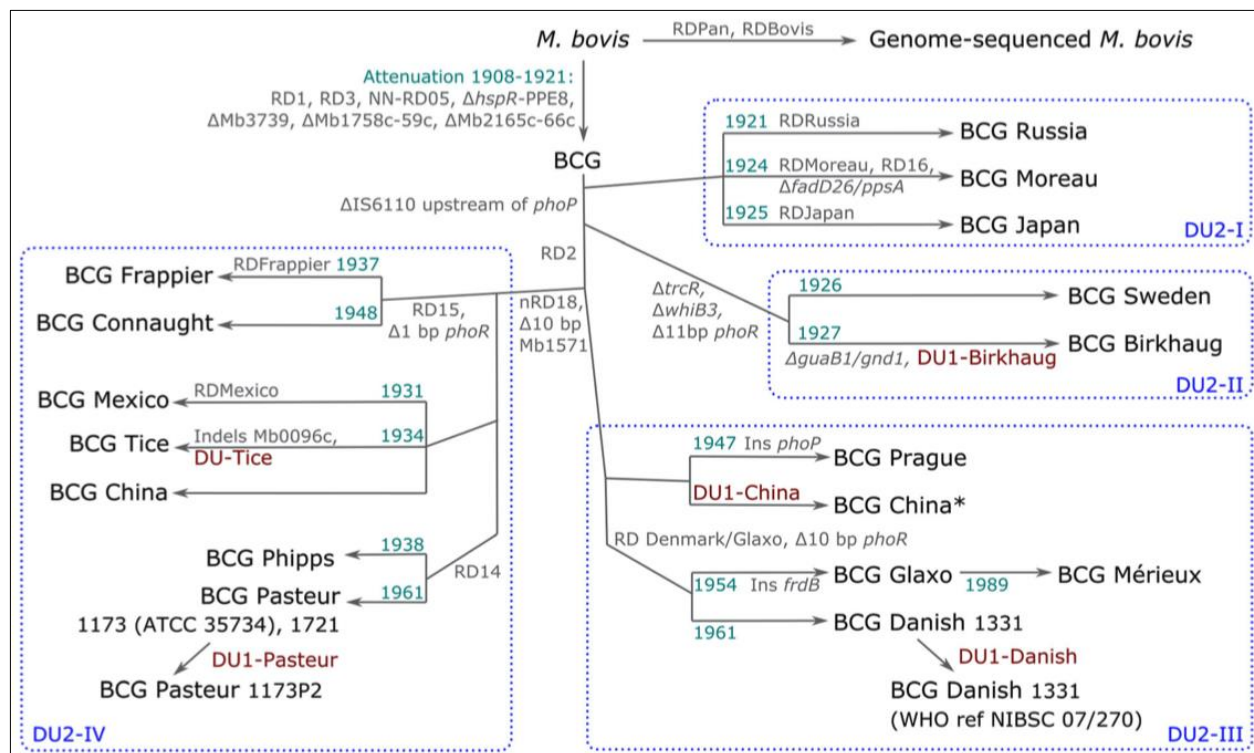 M. bovis
RDPan, RDBovis
Genome-sequenced M. bovis
Attenuation 1908-1921:
RD1, RD3, NN-RD05, ΔhspR-PPE8,
ΔMb3739, ΔMb1758c-59c, ΔMb2165c-66c
BCG
1921 RDRussia
BCG Russia
1924 RDMoreau, RD16,
ΔfadD26/ppsA
BCG Moreau
1925 RDJapan
BCG Japan
DU2-I
ΔIS6110 upstream of phoP
RD2
ΔtrcR,
ΔwhiB3,
Δ11bp phoR
1926
BCG Sweden
1927
BCG Birkhaug
ΔguaB1/gnd1, DU1-Birkhaug
DU2-II
BCG Frappier
RDFrappier 1937
BCG Connaught
1948
RD15,
Δ1 bp phoR
nRD18,
Δ10 bp
Mb1571
BCG Mexico
RDMexico
1931
BCG Tice
Indels Mb0096c,
1934
DU-Tice
BCG China
BCG Phipps
1938
RD14
BCG Pasteur
1961
1173 (ATCC 35734), 1721
DU1-Pasteur
BCG Pasteur 1173P2
DU2-IV
1947 Ins phoP
BCG Prague
DU1-China
BCG China*
RD Denmark/Glaxo, Δ10 bp phoR
1954 Ins frdB
BCG Glaxo
1989
BCG Mérieux
1961
BCG Danish 1331
DU1-Danish
BCG Danish 1331
(WHO ref NIBSC 07/270)
DU2-III